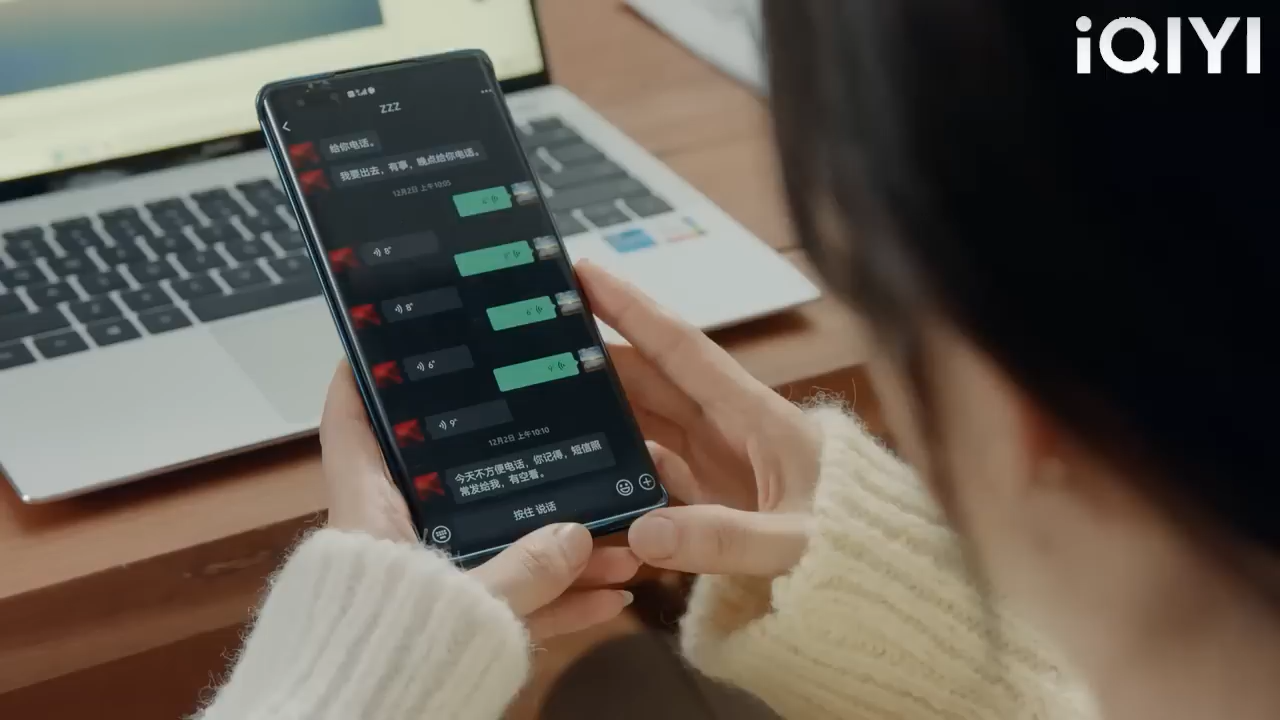 iQIYI
ZZZ
给你电话。
我要出去，有事，晚点给你电话。
12月2日 上午10:05
8"
8"
6"
6"
9"
12月2日 上午10:10
今天不方便电话，你记得，短信照
常发给我，有空看。
按住 说话